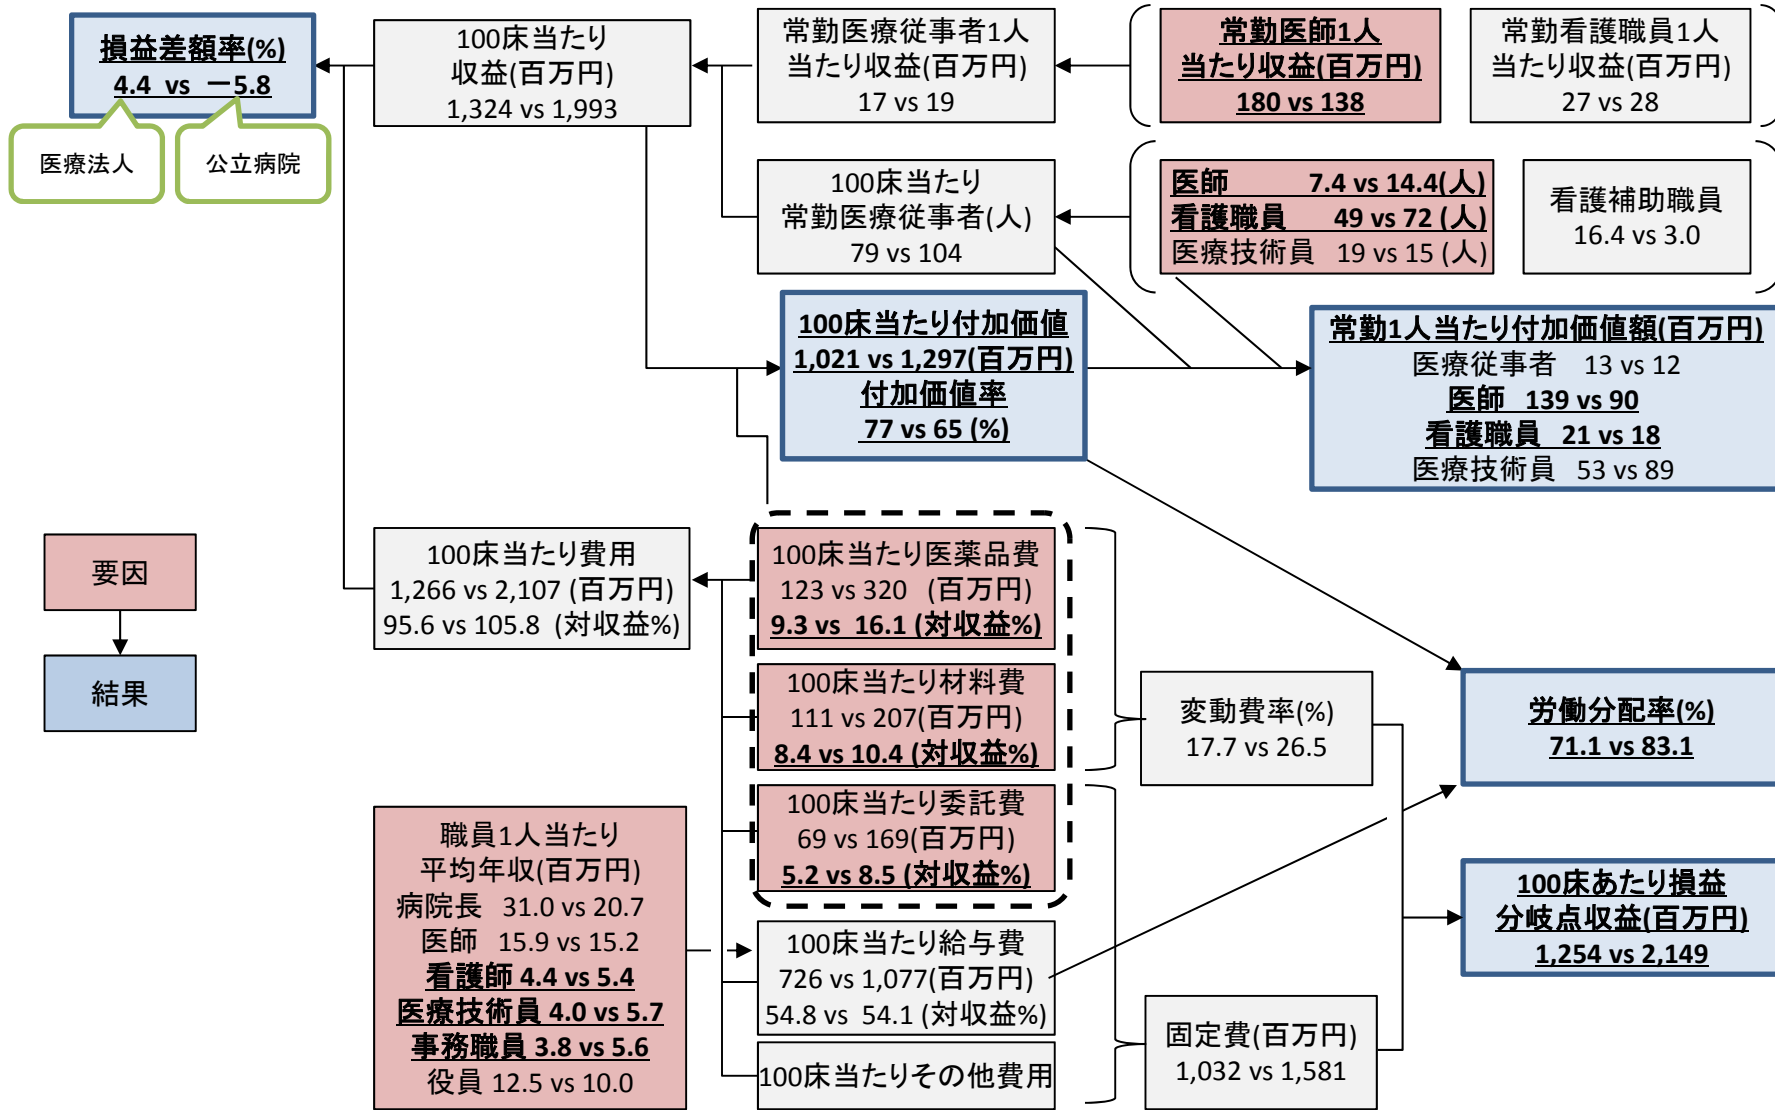 損益差額率(%)
4.4 vs －5.8
医療法人
公立病院
100床当たり
収益(百万円)
1,324 vs 1,993
常勤医療従事者1人
当たり収益(百万円)
17 vs 19
常勤医師1人
当たり収益(百万円)
180 vs 138
常勤看護職員1人
当たり収益(百万円)
27 vs 28
100床当たり
常勤医療従事者(人)
79 vs 104
医師 7.4 vs 14.4(人)
看護職員 49 vs 72 (人)
医療技術員 19 vs 15 (人)
看護補助職員
16.4 vs 3.0
100床当たり付加価値
1,021 vs 1,297(百万円)
付加価値率
77 vs 65 (%)
常勤1人当たり付加価値額(百万円)
医療従事者 13 vs 12
医師 139 vs 90
看護職員 21 vs 18
医療技術員 53 vs 89
要因
結果
100床当たり費用
1,266 vs 2,107 (百万円)
95.6 vs 105.8 (対収益%)
100床当たり医薬品費
123 vs 320 (百万円)
9.3 vs 16.1 (対収益%)
100床当たり材料費
111 vs 207(百万円)
8.4 vs 10.4 (対収益%)
100床当たり委託費
69 vs 169(百万円)
5.2 vs 8.5 (対収益%)
変動費率(%)
17.7 vs 26.5
労働分配率(%)
71.1 vs 83.1
職員1人当たり
平均年収(百万円)
病院長 31.0 vs 20.7
医師 15.9 vs 15.2
看護師 4.4 vs 5.4
医療技術員 4.0 vs 5.7
事務職員 3.8 vs 5.6
役員 12.5 vs 10.0
100床当たり給与費
726 vs 1,077(百万円)
54.8 vs 54.1 (対収益%)
100床当たりその他費用
固定費(百万円)
1,032 vs 1,581
100床あたり損益
分岐点収益(百万円)
1,254 vs 2,149